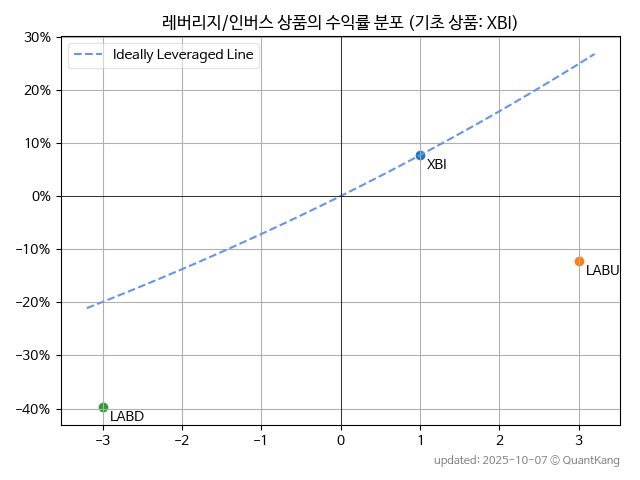 레버리지/인버스 상품의 수익률 분포 (기초 상품: XBI)
30%
Ideally Leveraged Line
20%
10%
XBI
0%
−10%
LABU
−20%
−30%
−40%
LABD
−3 −2 −1 0 1 2 3
updated: 2025-10-07 © QuantKang